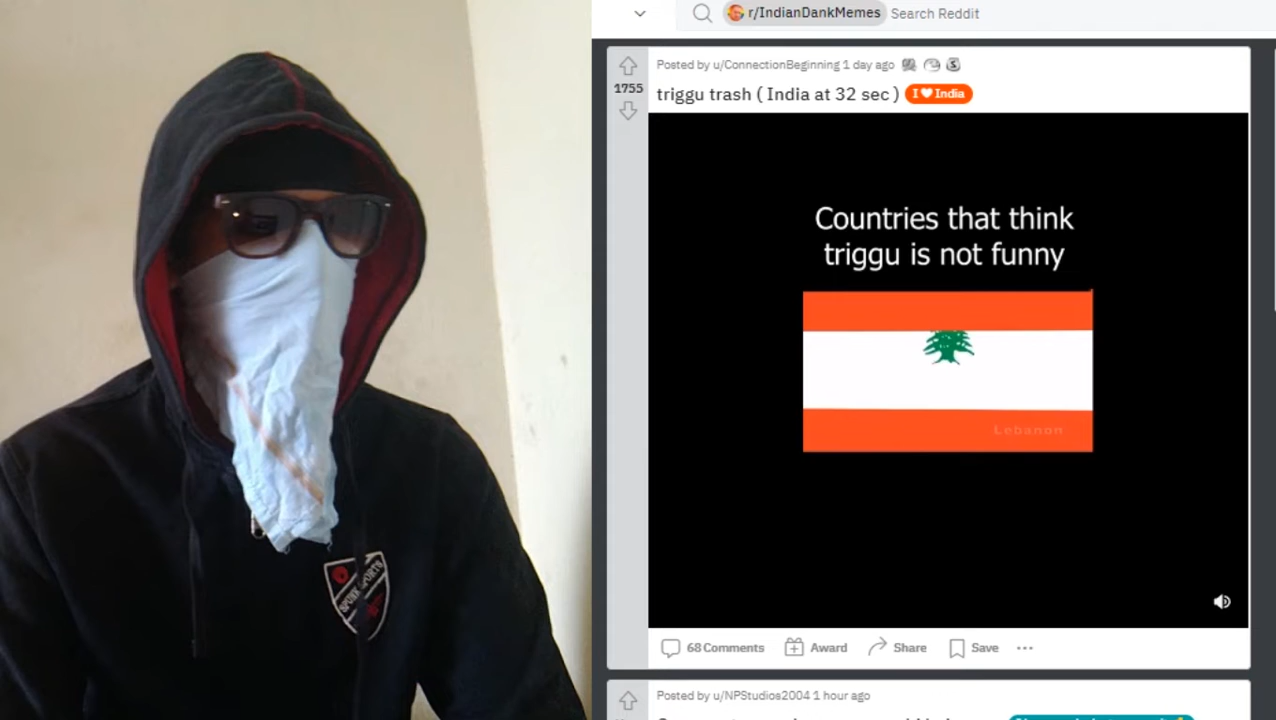 r/IndianDankMemes Search Reddit
Posted by u/ConnectionBeginning 1 day ago
1755
triggu trash ( India at 32 sec ) I ❤ India
Countries that think
triggu is not funny
Lebanon
68 Comments Award Share Save ...
SPORTS
Posted by u/NPStudios2004 1 hour ago